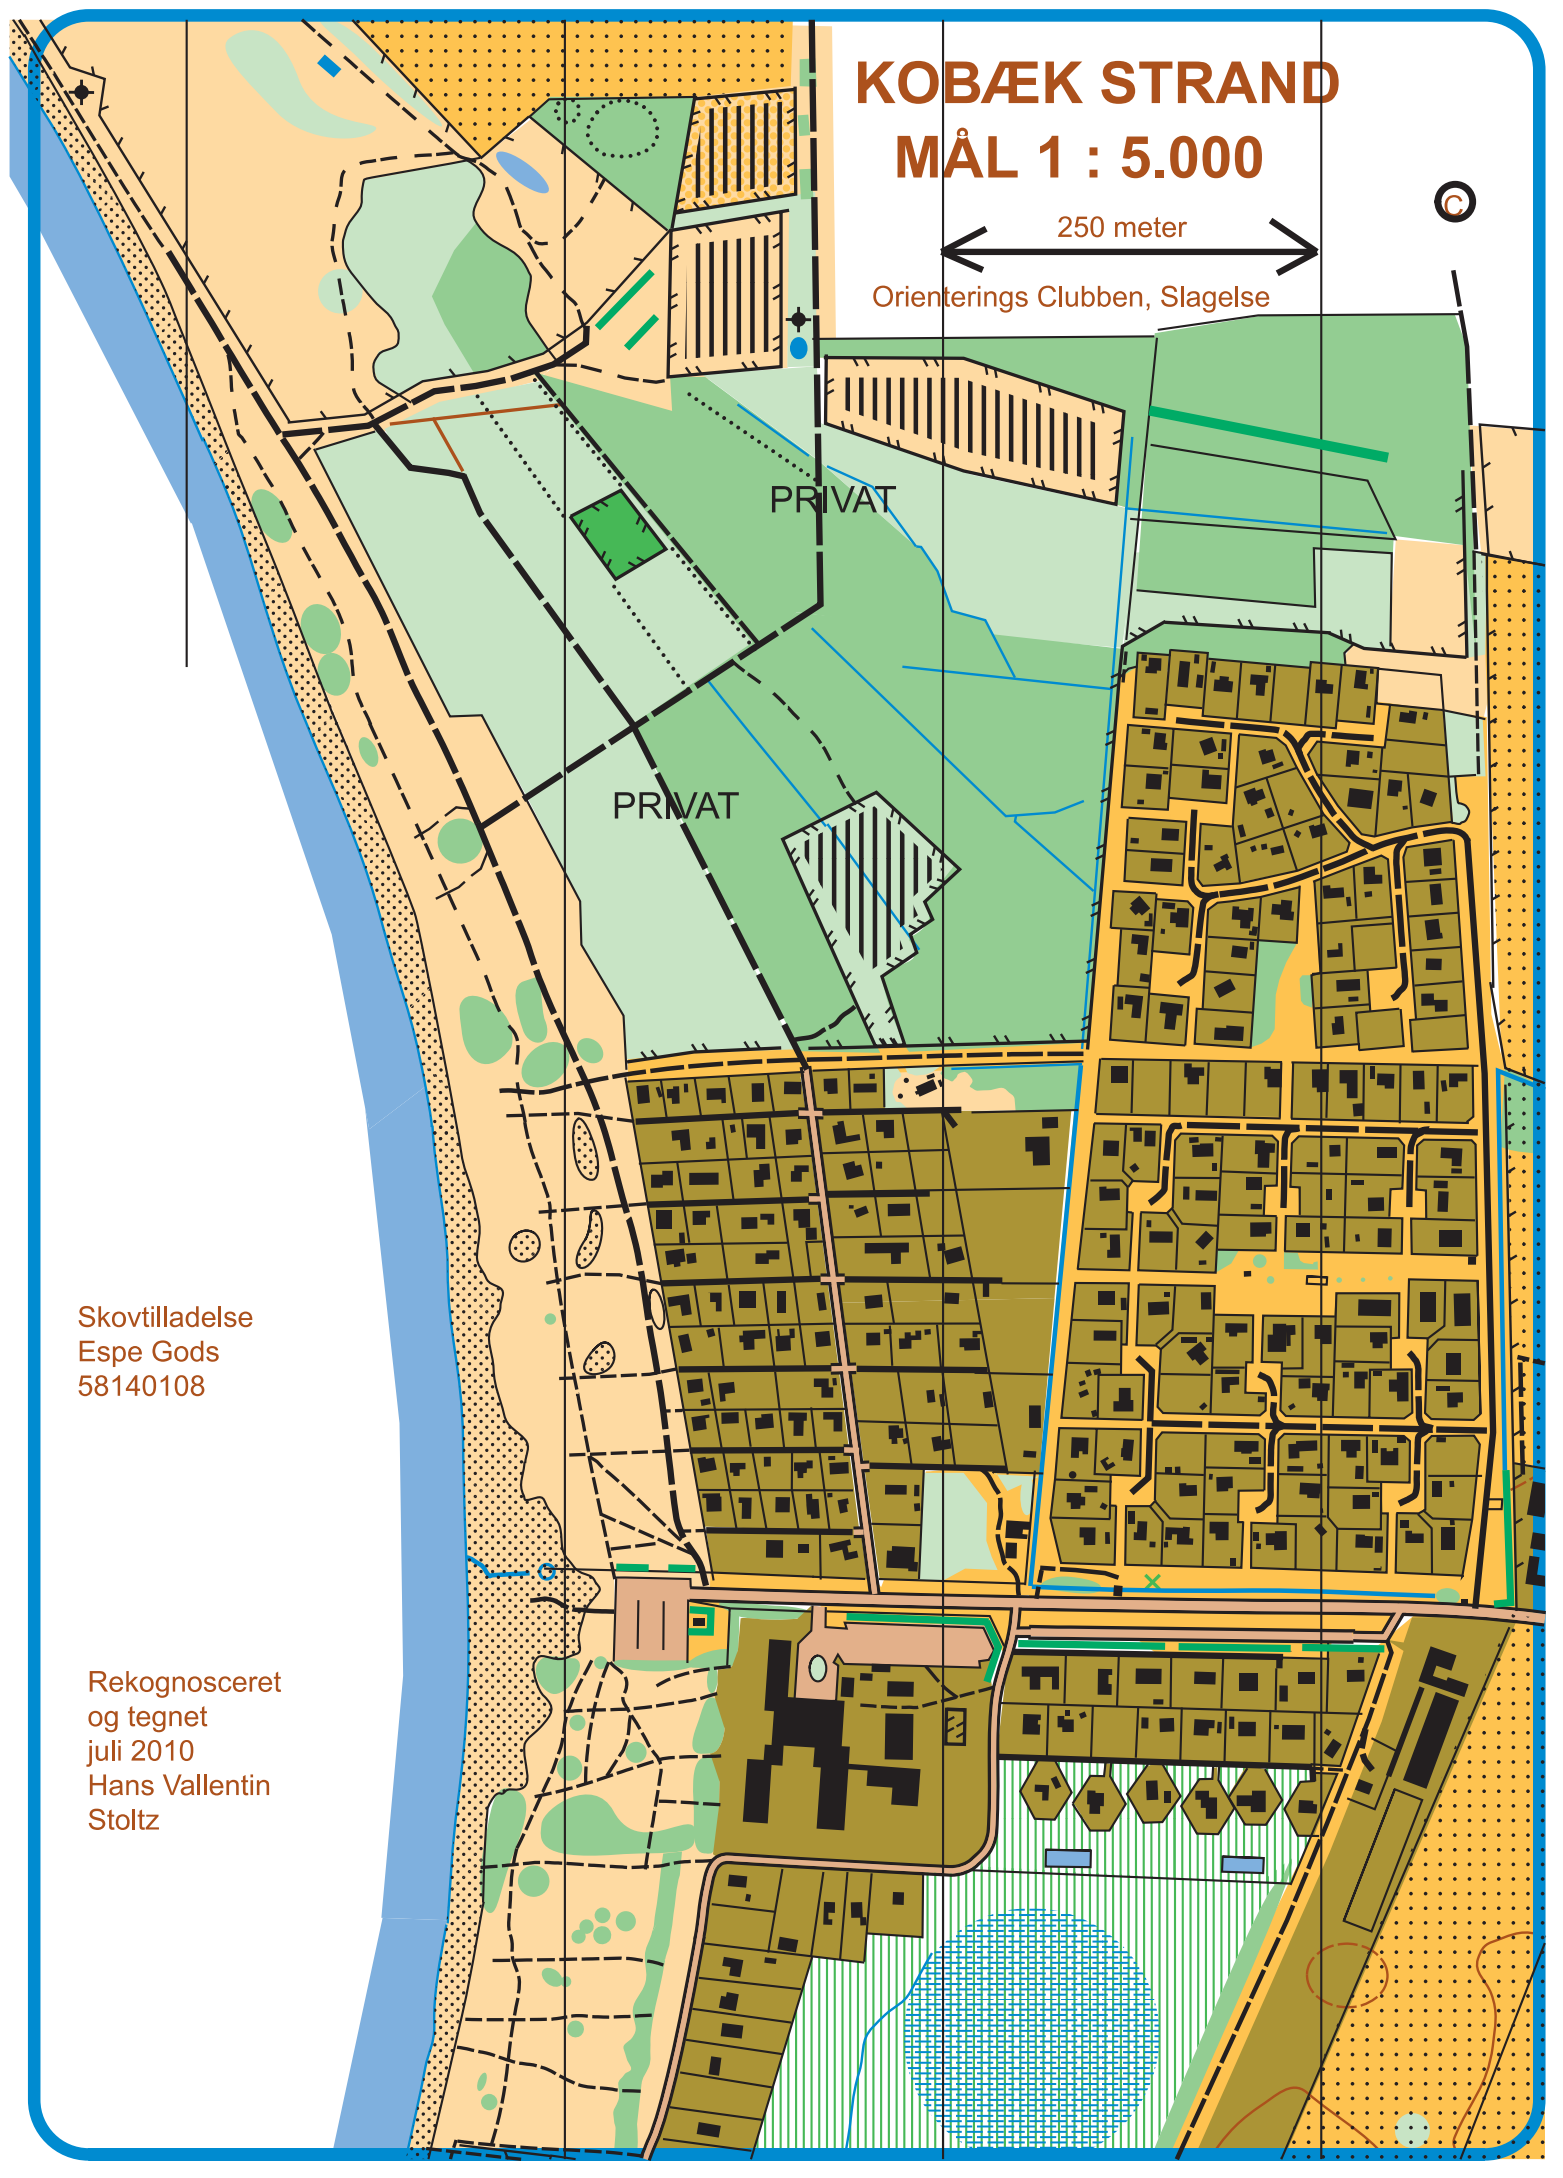 KOBÆK STRAND
MÅL 1 : 5.000
C
250 meter
Orienterings Clubben, Slagelse
PRIVAT
PRIVAT
Skovtilladelse
Espe Gods
58140108
Rekognosceret
og tegnet
juli 2010
Hans Vallentin
Stoltz